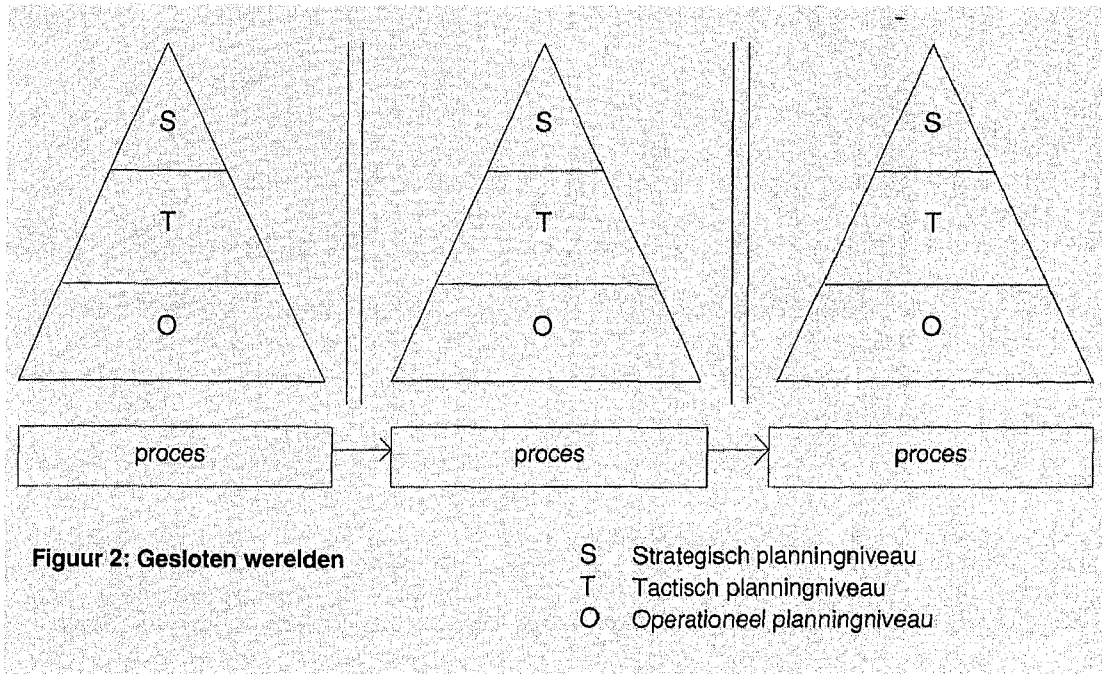 S S S
T T T
O O O
proces proces proces
Figuur 2: Gesloten werelden
S Strategisch planningniveau
T Tactisch planningniveau
O Operationeel planningniveau